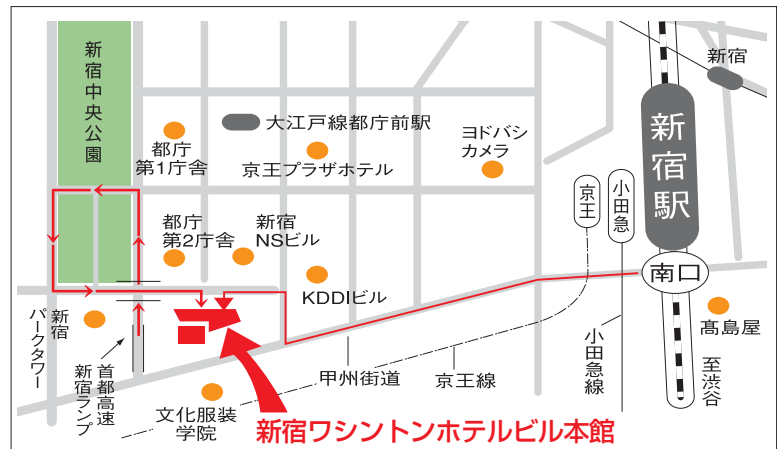 新宿中央公園
都庁
第1庁舎
大江戸線都庁前駅
京王プラザホテル
ヨドバシ
カメラ
新宿
新宿駅
京王
小田急
南口
都庁
第2庁舎
新宿
NSビル
KDDIビル
髙島屋
新宿
パークタワー
首都高速
新宿ランプ
文化服装
学院
甲州街道
京王線
小田急線
至渋谷
新宿ワシントンホテルビル本館